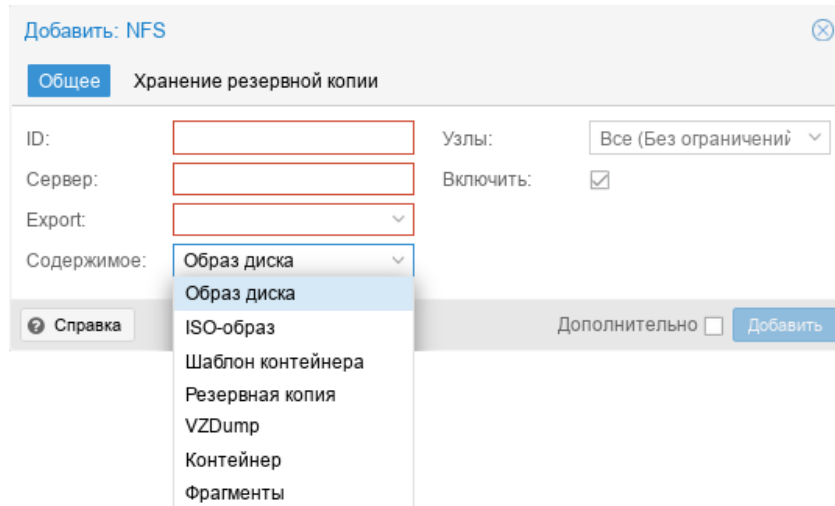 Добавить: NFS
Общее Хранение резервной копии
ID: Узлы: Все (Без ограничений
Сервер: Включить:
Export:
Содержимое: Образ диска
Образ диска
ISO-образ
Шаблон контейнера
Резервная копия
VZDump
Контейнер
Фрагменты
Справка Дополнительно Добавить